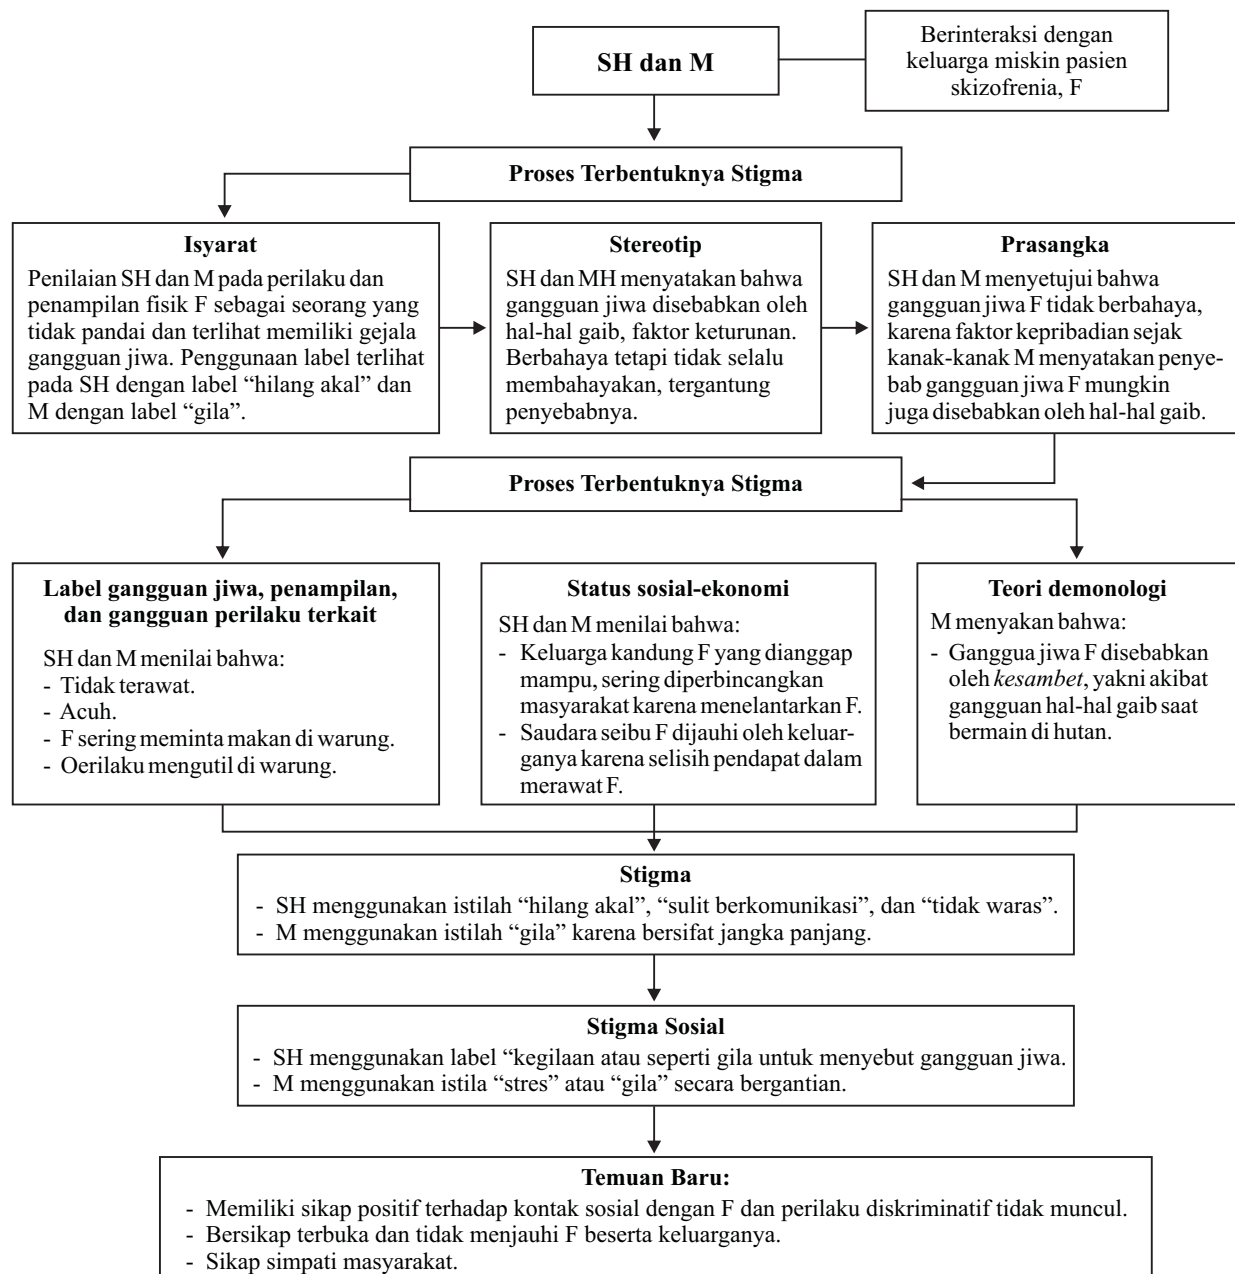 SH dan M
Berinteraksi dengan
keluarga miskin pasien
skizofrenia, F
Proses Terbentuknya Stigma
Isyarat
Penilaian SH dan M pada perilaku dan
penampilan fisik F sebagai seorang yang
tidak pandai dan terlihat memiliki gejala
gangguan jiwa. Penggunaan label terlihat
pada SH dengan label “hilang akal” dan
M dengan label “gila”.
Stereotip
SH dan MH menyatakan bahwa
gangguan jiwa disebabkan oleh
hal-hal gaib, faktor keturunan.
Berbahaya tetapi tidak selalu
membahayakan, tergantung
penyebabnya.
Prasangka
SH dan M menyetujui bahwa
gangguan jiwa F tidak berbahaya,
karena faktor kepribadian sejak
kanak-kanak M menyatakan penye-
bab gangguan jiwa F mungkin
juga disebabkan oleh hal-hal gaib.
Proses Terbentuknya Stigma
Label gangguan jiwa, penampilan,
dan gangguan perilaku terkait
SH dan M menilai bahwa:
- Tidak terawat.
- Acuh.
- F sering meminta makan di warung.
- Oerilaku mengutil di warung.
Status sosial-ekonomi
SH dan M menilai bahwa:
- Keluarga kandung F yang dianggap
mampu, sering diperbincangkan
masyarakat karena menelantarkan F.
- Saudara seibu F dijauhi oleh keluar-
ganya karena selisih pendapat dalam
merawat F.
Teori demonologi
M menyakan bahwa:
- Ganggua jiwa F disebabkan
oleh kesambet, yakni akibat
gangguan hal-hal gaib saat
bermain di hutan.
Stigma
- SH menggunakan istilah “hilang akal”, “sulit berkomunikasi”, dan “tidak waras”.
- M menggunakan istilah “gila” karena bersifat jangka panjang.
Stigma Sosial
- SH menggunakan label “kegilaan atau seperti gila untuk menyebut gangguan jiwa.
- M menggunakan istila “stres” atau “gila” secara bergantian.
Temuan Baru:
- Memiliki sikap positif terhadap kontak sosial dengan F dan perilaku diskriminatif tidak muncul.
- Bersikap terbuka dan tidak menjauhi F beserta keluarganya.
- Sikap simpati masyarakat.